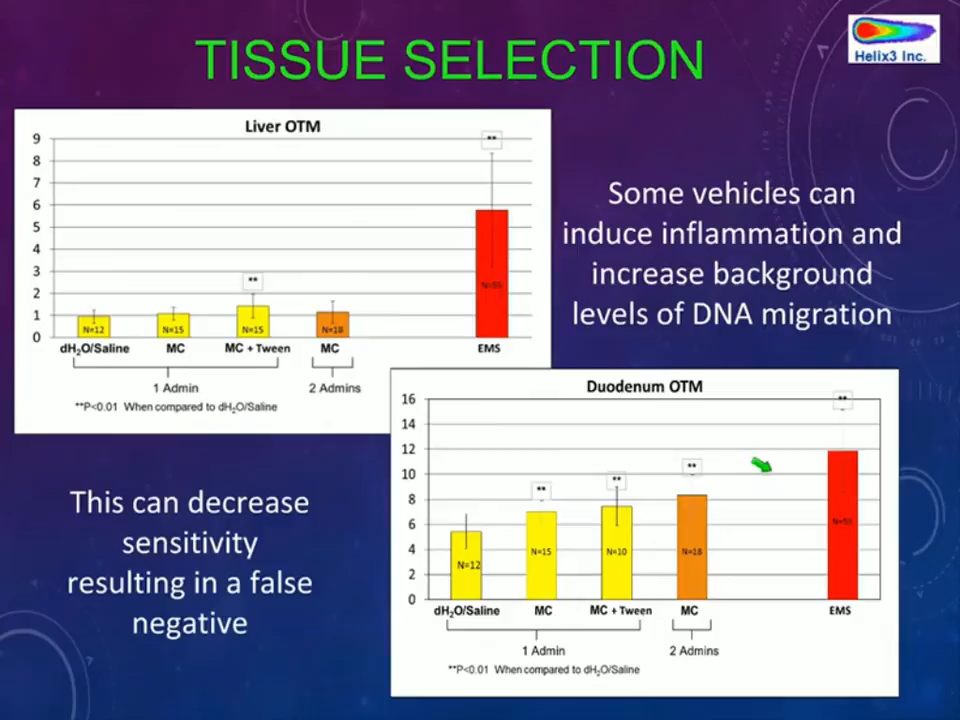 TISSUE SELECTION
Helix3 Inc.
Liver OTM
9
8
7
6
5
4
3
2
1
0
**
**
N=12
N=15
N=15
N=18
N=55
dH₂O/Saline
MC
MC + Tween
MC
EMS
1 Admin
2 Admins
**P<0.01 When compared to dH₂O/Saline
Some vehicles can
induce inflammation and
increase background
levels of DNA migration
This can decrease
sensitivity
resulting in a false
negative
Duodenum OTM
16
14
12
10
8
6
4
2
0
**
**
**
**
N=12
N=15
N=10
N=18
N=55
dH₂O/Saline
MC
MC + Tween
MC
EMS
1 Admin
2 Admins
**P<0.01 When compared to dH₂O/Saline